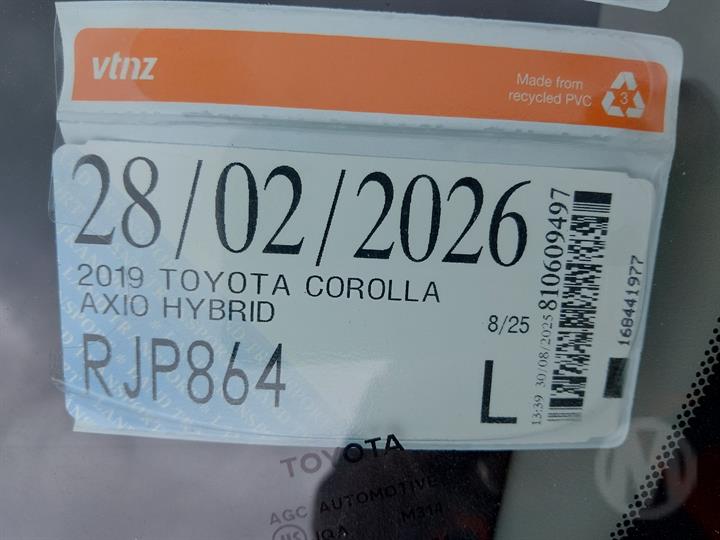 vtnz
Made from
recycled PVC
3
28/02/2026
2019 TOYOTA COROLLA
AXIO HYBRID
8/25
RJP864
L
13:39 30/08/2025 810609497
168441977
TOYOTA
AGC AUTOMOTIVE
M314
M